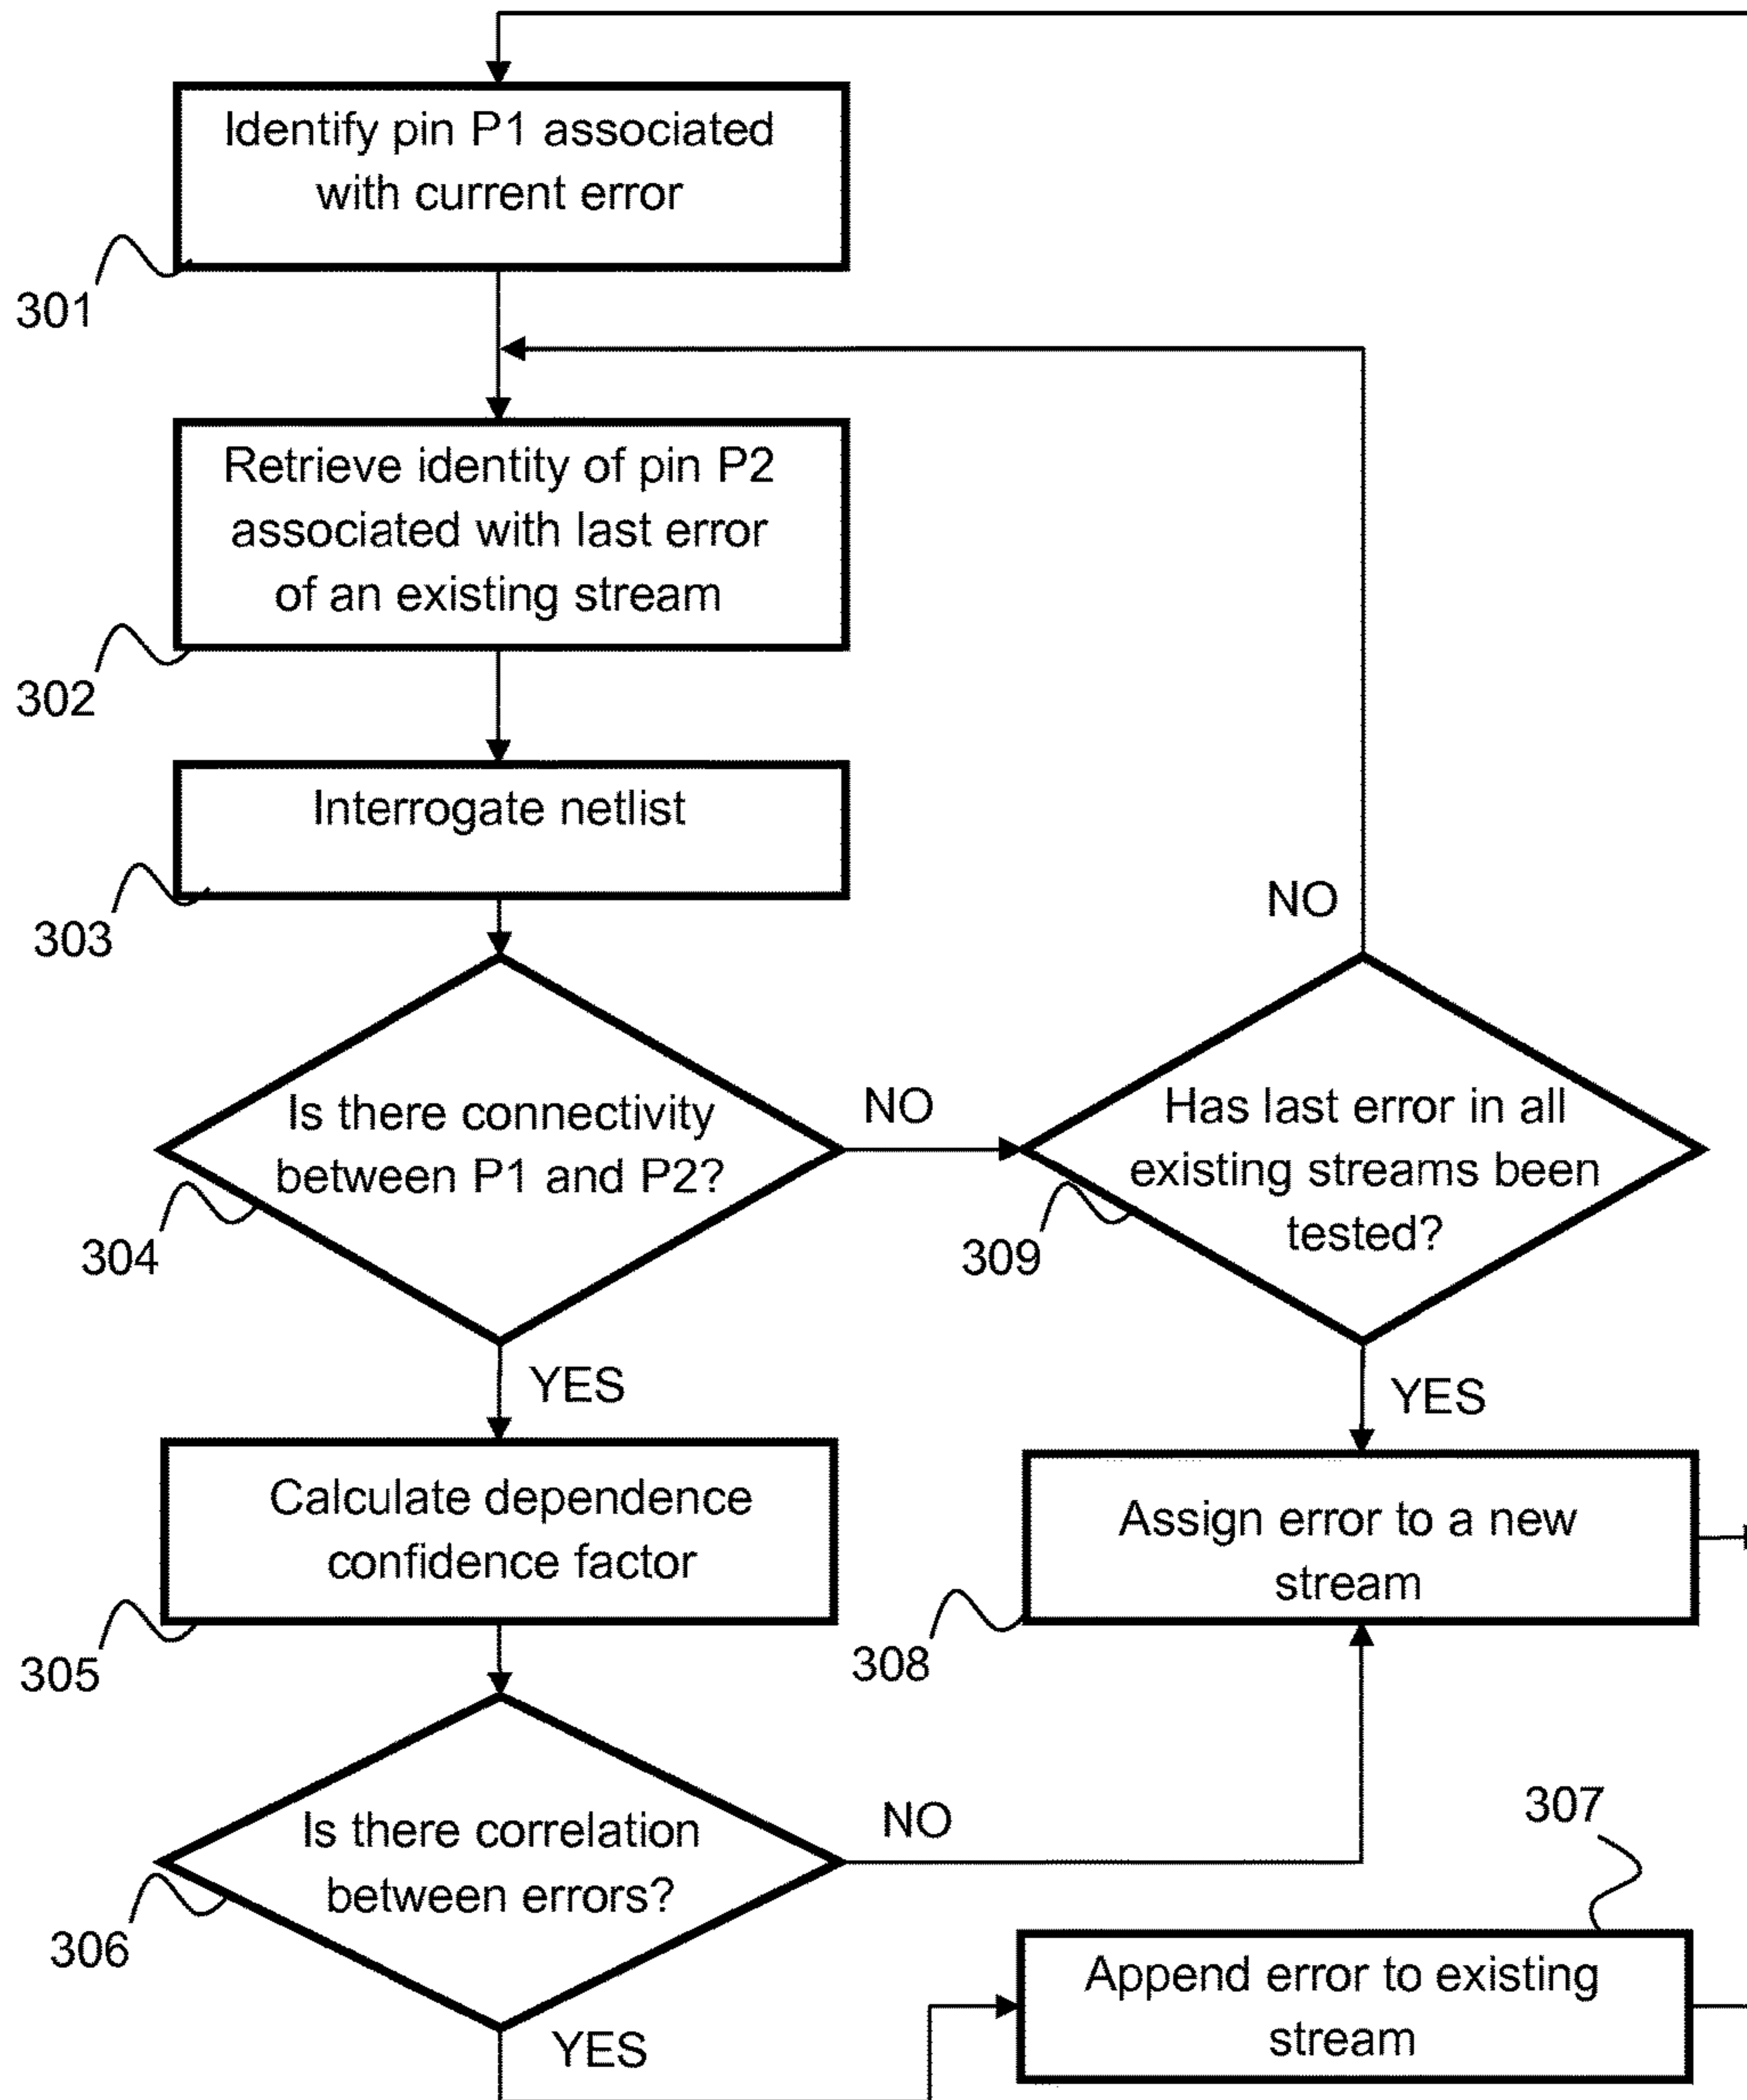 Identify pin P1 associated
with current error
301
Retrieve identity of pin P2
associated with last error
of an existing stream
302
Interrogate netlist
303
NO
Is there connectivity
between P1 and P2?
304
NO
Has last error in all
existing streams been
tested?
309
YES
YES
Calculate dependence
confidence factor
305
Assign error to a new
stream
308
Is there correlation
between errors?
306
NO
307
YES
Append error to existing
stream